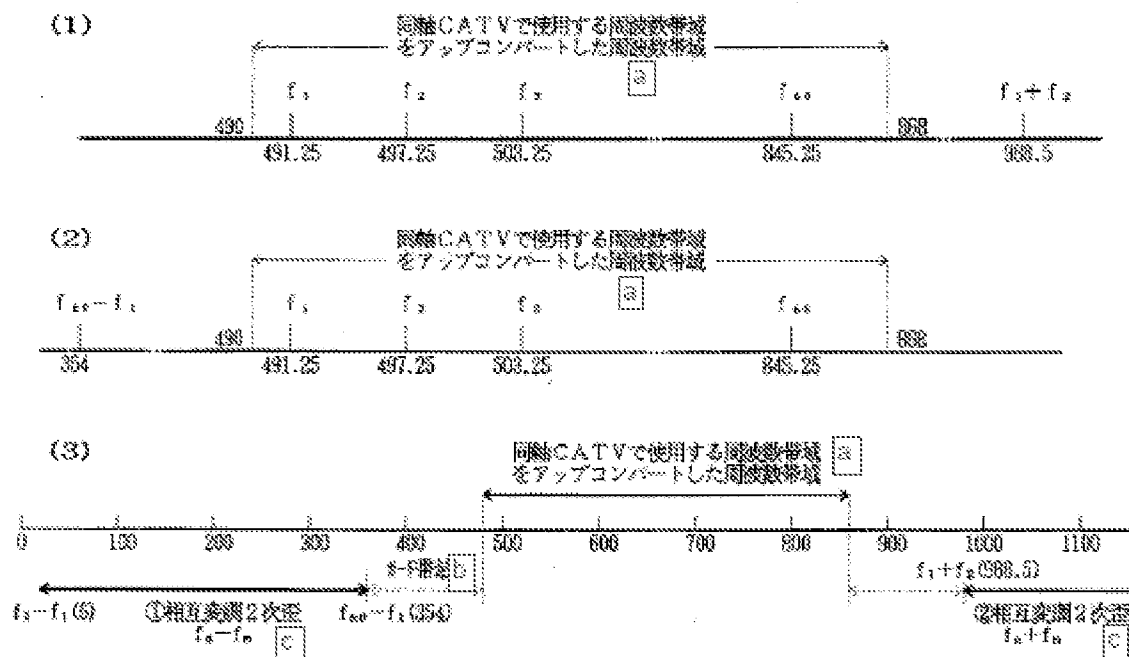 (1)
同軸CATVで使用する周波数帯域
をアップコンバートした周波数帯域
a
f₁ f₂ f₃ f₆₀ f₁+f₂
490 868
491.25 497.25 503.25 845.25 988.5
(2)
同軸CATVで使用する周波数帯域
をアップコンバートした周波数帯域
a
f₆₀-f₁ f₁ f₂ f₃ f₆₀
490 868
354 491.25 497.25 503.25 845.25
(3)
同軸CATVで使用する周波数帯域 a
をアップコンバートした周波数帯域
0 100 200 300 400 500 600 700 800 900 1000 1100
b
f₁+f₂(988.5)
f₂-f₁(6) ①相互変調2次歪 f₆₀-f₁(354) ②相互変調2次歪
c c